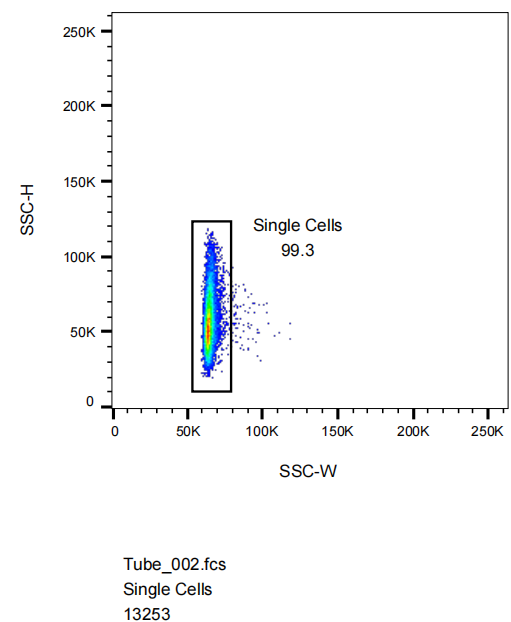 250K
200K
150K
100K
50K
0
SSC-H
Single Cells
99.3
0 50K 100K 150K 200K 250K
SSC-W
Tube_002.fcs
Single Cells
13253